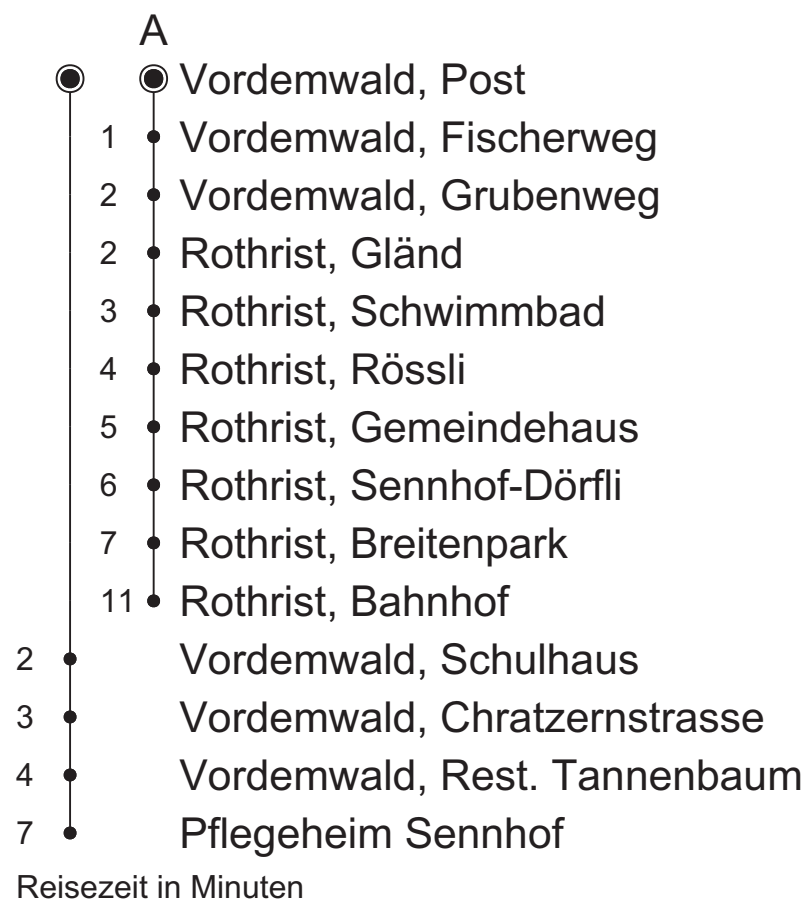 A
Vordemwald, Post
1 Vordemwald, Fischerweg
2 Vordemwald, Grubenweg
2 Rothrist, Gländ
3 Rothrist, Schwimmbad
4 Rothrist, Rössli
5 Rothrist, Gemeindehaus
6 Rothrist, Sennhof-Dörfli
7 Rothrist, Breitenpark
11 Rothrist, Bahnhof
2 Vordemwald, Schulhaus
3 Vordemwald, Chratzernstrasse
4 Vordemwald, Rest. Tannenbaum
7 Pflegeheim Sennhof
Reisezeit in Minuten